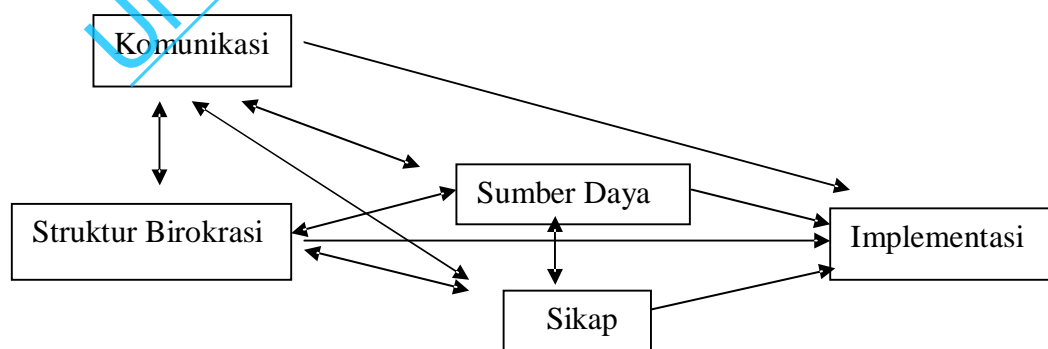 Komunikasi
Sumber Daya
Struktur Birokrasi
Implementasi
Sikap